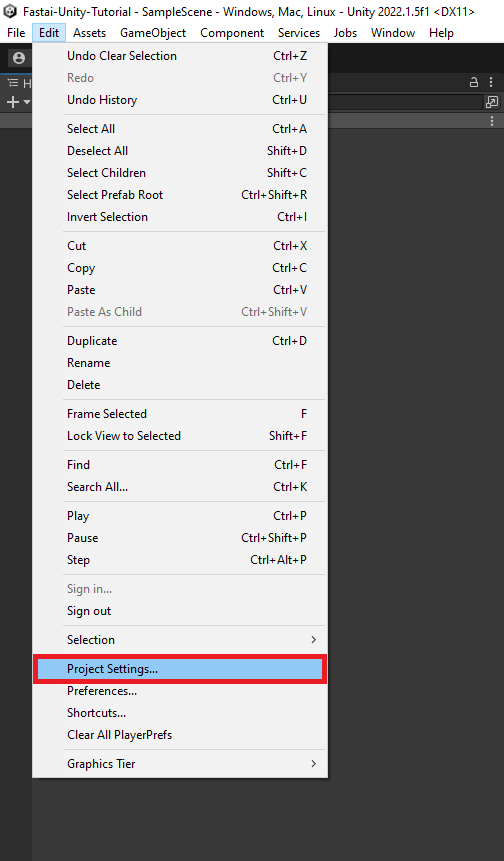 Fastai-Unity-Tutorial - SampleScene - Windows, Mac, Linux - Unity 2022.1.5f1 <DX11>
File Edit Assets GameObject Component Services Jobs Window Help
H
Undo Clear Selection Ctrl+Z
Redo Ctrl+Y
Undo History Ctrl+U
Select All Ctrl+A
Deselect All Shift+D
Select Children Shift+C
Select Prefab Root Ctrl+Shift+R
Invert Selection Ctrl+I
Cut Ctrl+X
Copy Ctrl+C
Paste Ctrl+V
Paste As Child Ctrl+Shift+V
Duplicate Ctrl+D
Rename
Delete
Frame Selected F
Lock View to Selected Shift+F
Find Ctrl+F
Search All... Ctrl+K
Play Ctrl+P
Pause Ctrl+Shift+P
Step Ctrl+Alt+P
Sign in...
Sign out
Selection
Project Settings...
Preferences...
Shortcuts...
Clear All PlayerPrefs
Graphics Tier